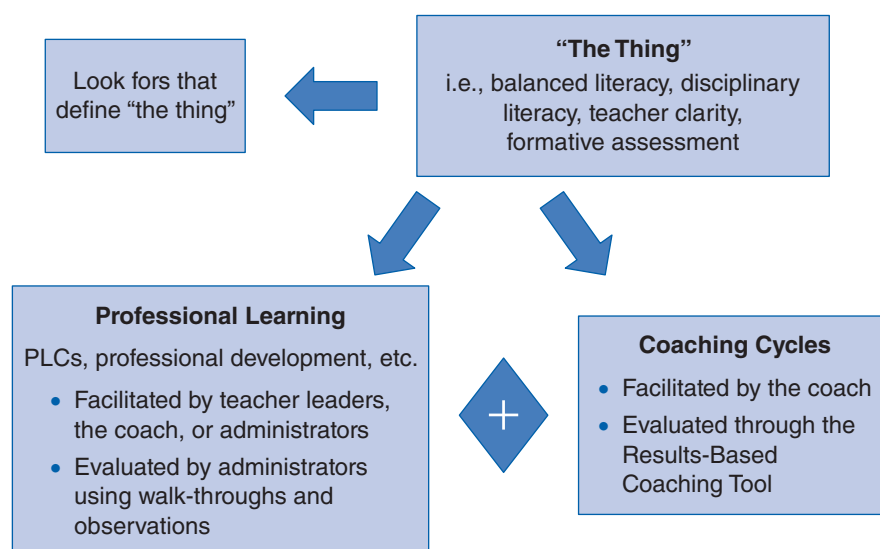 Look fors that
define “the thing”
“The Thing”
i.e., balanced literacy, disciplinary
literacy, teacher clarity,
formative assessment
Professional Learning
PLCs, professional development, etc.
• Facilitated by teacher leaders,
the coach, or administrators
• Evaluated by administrators
using walk-throughs and
observations
+
Coaching Cycles
• Facilitated by the coach
• Evaluated through the
Results-Based
Coaching Tool